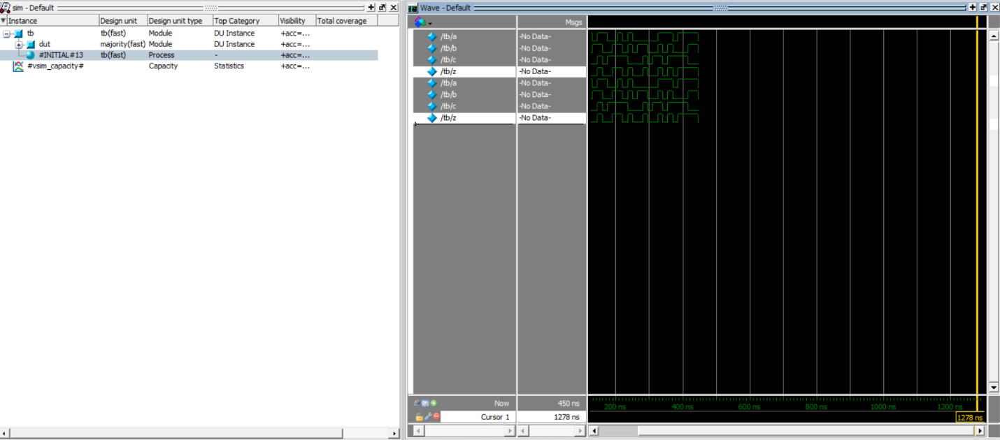 sim - Default
Instance Design unit Design unit type Top Category Visibility Total coverage
tb tb(fast) Module DU Instance +acc=...
dut majority(fast) Module DU Instance +acc=...
#INITIAL#13 tb(fast) Process - +acc=...
#vsim_capacity# Capacity Statistics +acc=...
Wave - Default
Msgs
/tb/a -No Data-
/tb/b -No Data-
/tb/c -No Data-
/tb/z -No Data-
/tb/a -No Data-
/tb/b -No Data-
/tb/c -No Data-
/tb/z -No Data-
Now 450 ns
200 ns 400 ns 600 ns 800 ns 1000 ns 1200 ns
Cursor 1 1278 ns
1278 ns